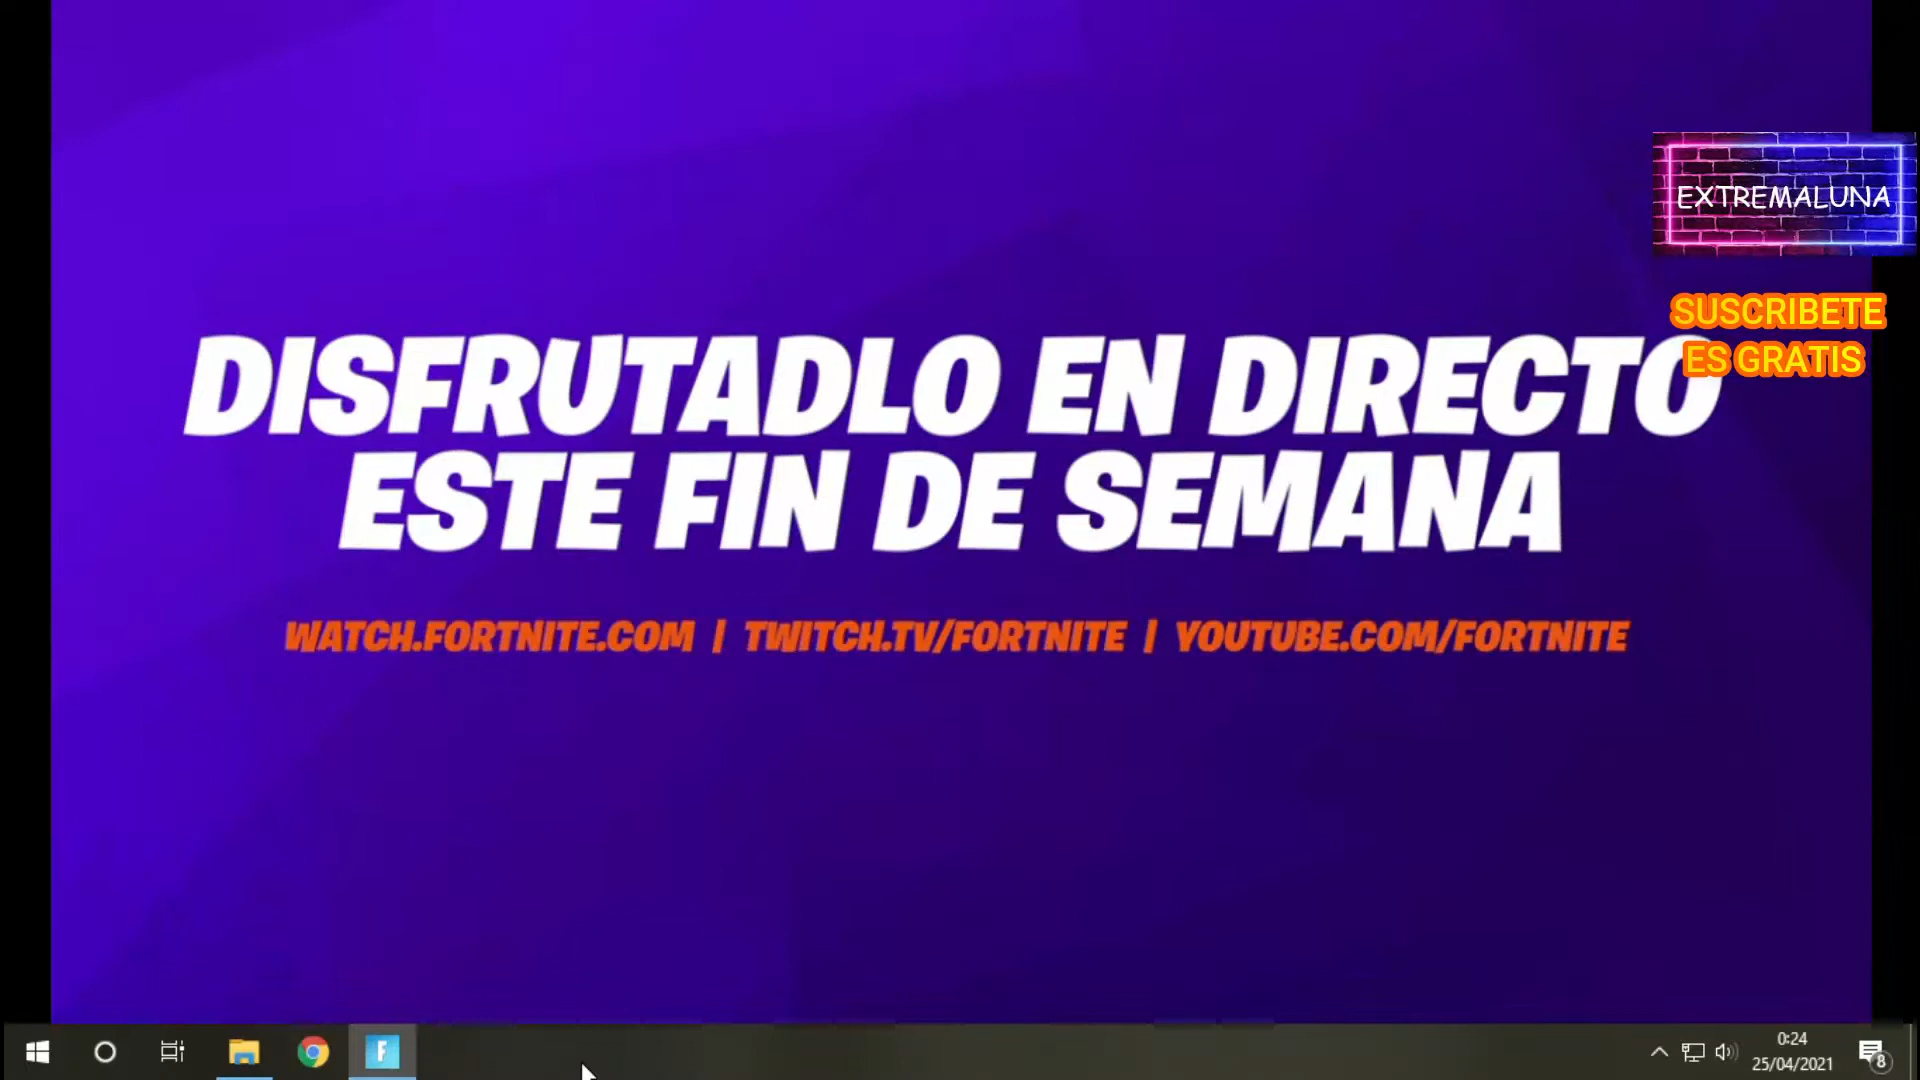 EXTREMALUNA
SUSCRIBETE
ES GRATIS
DISFRUTADLO EN DIRECTO
ESTE FIN DE SEMANA
WATCH.FORTNITE.COM | TWITCH.TV/FORTNITE | YOUTUBE.COM/FORTNITE
F
0:24
25/04/2021
8